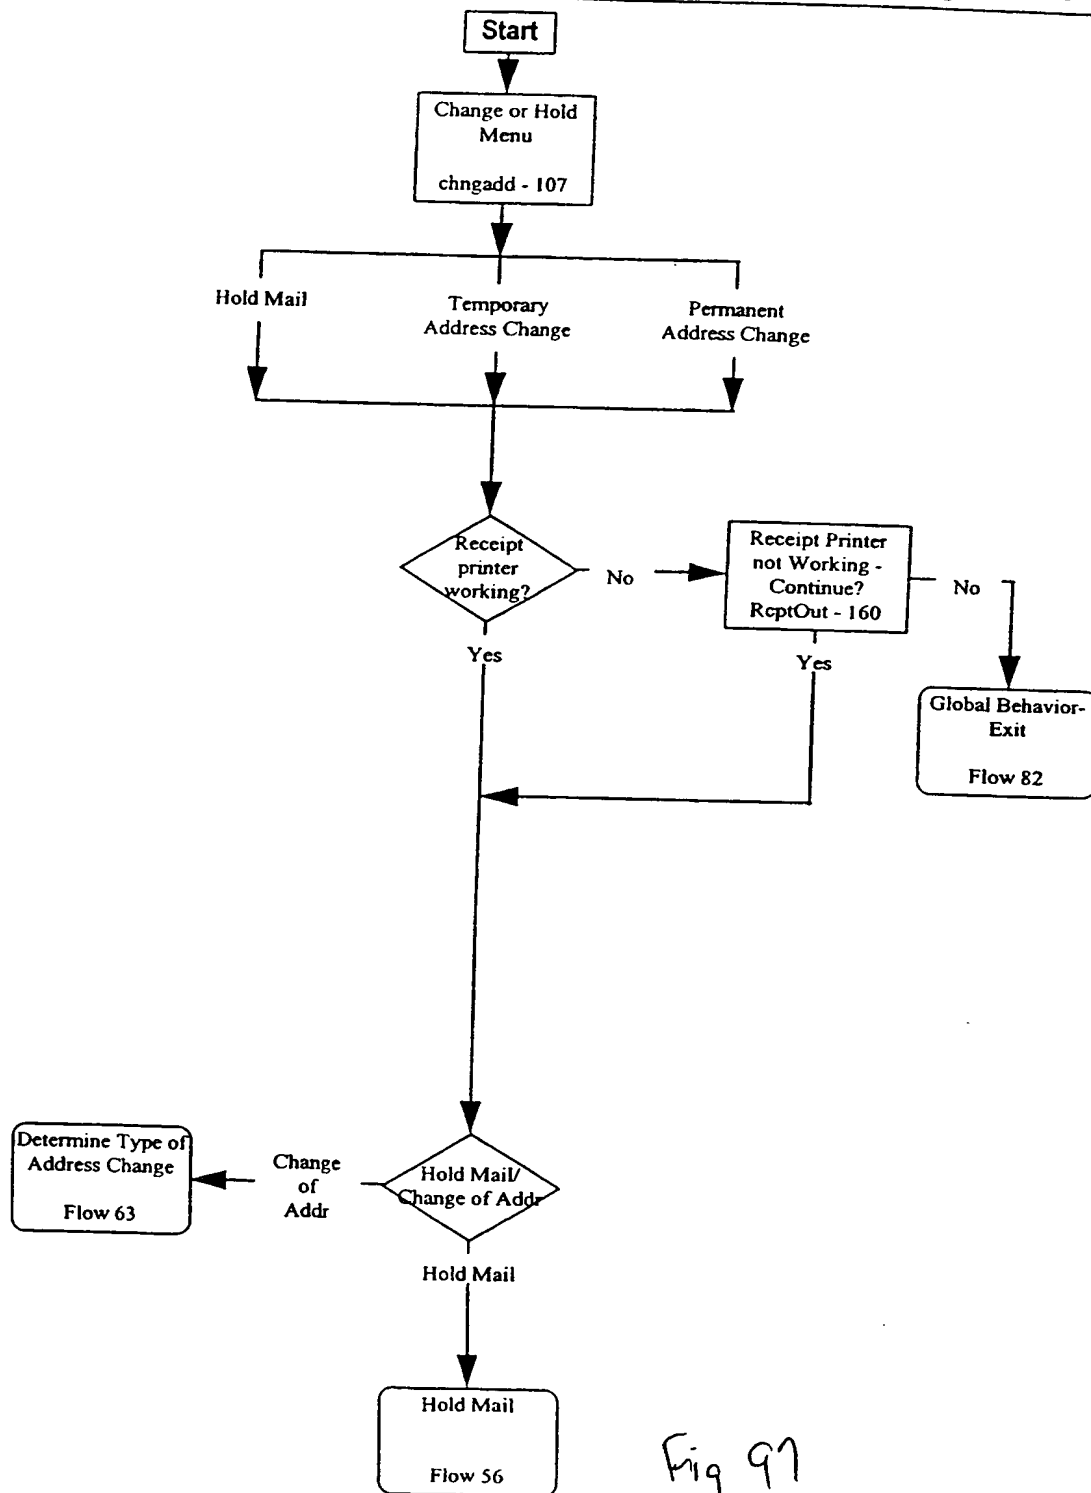 Start
Change or Hold
Menu
chngadd - 107
Hold Mail
Temporary
Address Change
Permanent
Address Change
Receipt
printer
working?
No
Receipt Printer
not Working -
Continue?
RcptOut - 160
No
Yes
Yes
Global Behavior-
Exit
Flow 82
Determine Type of
Address Change
Flow 63
Change
of
Addr
Hold Mail/
Change of Addr
Hold Mail
Hold Mail
Flow 56
Fig 97